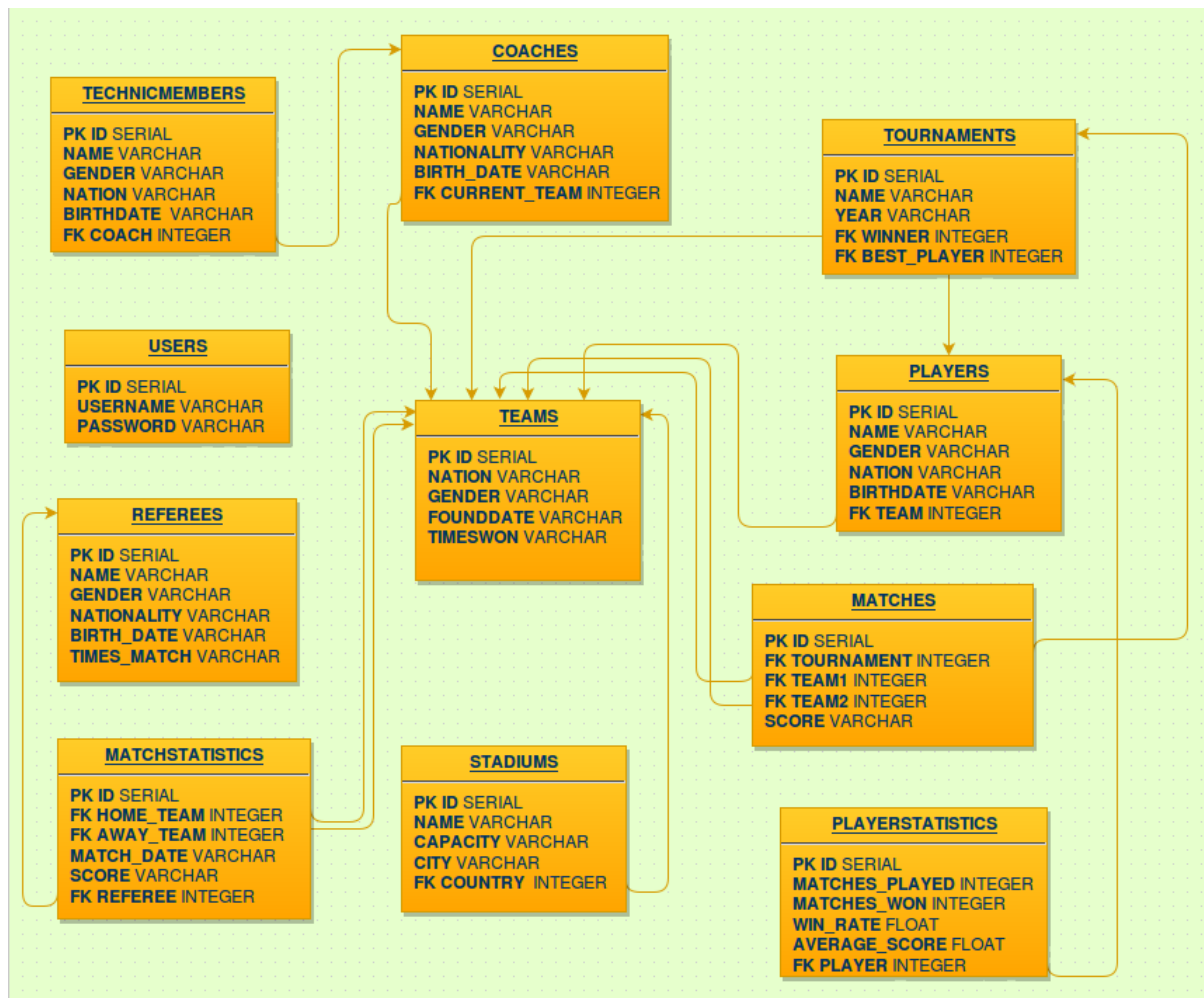 TECHNICMEMBERS
PK ID SERIAL
NAME VARCHAR
GENDER VARCHAR
NATION VARCHAR
BIRTHDATE VARCHAR
FK COACH INTEGER
COACHES
PK ID SERIAL
NAME VARCHAR
GENDER VARCHAR
NATIONALITY VARCHAR
BIRTH_DATE VARCHAR
FK CURRENT_TEAM INTEGER
TOURNAMENTS
PK ID SERIAL
NAME VARCHAR
YEAR VARCHAR
FK WINNER INTEGER
FK BEST_PLAYER INTEGER
USERS
PK ID SERIAL
USERNAME VARCHAR
PASSWORD VARCHAR
TEAMS
PK ID SERIAL
NATION VARCHAR
GENDER VARCHAR
FOUNDDATE VARCHAR
TIMESWON VARCHAR
PLAYERS
PK ID SERIAL
NAME VARCHAR
GENDER VARCHAR
NATION VARCHAR
BIRTHDATE VARCHAR
FK TEAM INTEGER
REFEREES
PK ID SERIAL
NAME VARCHAR
GENDER VARCHAR
NATIONALITY VARCHAR
BIRTH_DATE VARCHAR
TIMES_MATCH VARCHAR
MATCHES
PK ID SERIAL
FK TOURNAMENT INTEGER
FK TEAM1 INTEGER
FK TEAM2 INTEGER
SCORE VARCHAR
MATCHSTATISTICS
PK ID SERIAL
FK HOME_TEAM INTEGER
FK AWAY_TEAM INTEGER
MATCH_DATE VARCHAR
SCORE VARCHAR
FK REFEREE INTEGER
STADIUMS
PK ID SERIAL
NAME VARCHAR
CAPACITY VARCHAR
CITY VARCHAR
FK COUNTRY INTEGER
PLAYERSTATISTICS
PK ID SERIAL
MATCHES_PLAYED INTEGER
MATCHES_WON INTEGER
WIN_RATE FLOAT
AVERAGE_SCORE FLOAT
FK PLAYER INTEGER